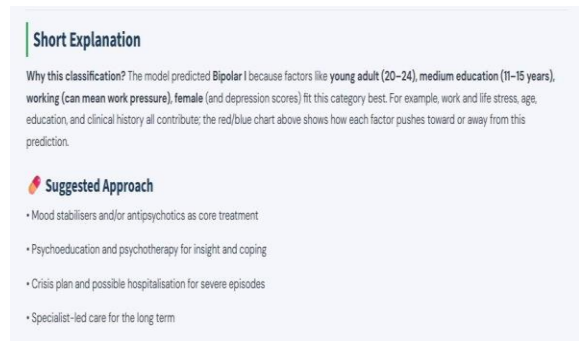 Short Explanation
Why this classification? The model predicted Bipolar I because factors like young adult (20–24), medium education (11–15 years),
working (can mean work pressure), female (and depression scores) fit this category best. For example, work and life stress, age,
education, and clinical history all contribute; the red/blue chart above shows how each factor pushes toward or away from this
prediction.
Suggested Approach
• Mood stabilisers and/or antipsychotics as core treatment
• Psychoeducation and psychotherapy for insight and coping
• Crisis plan and possible hospitalisation for severe episodes
• Specialist-led care for the long term